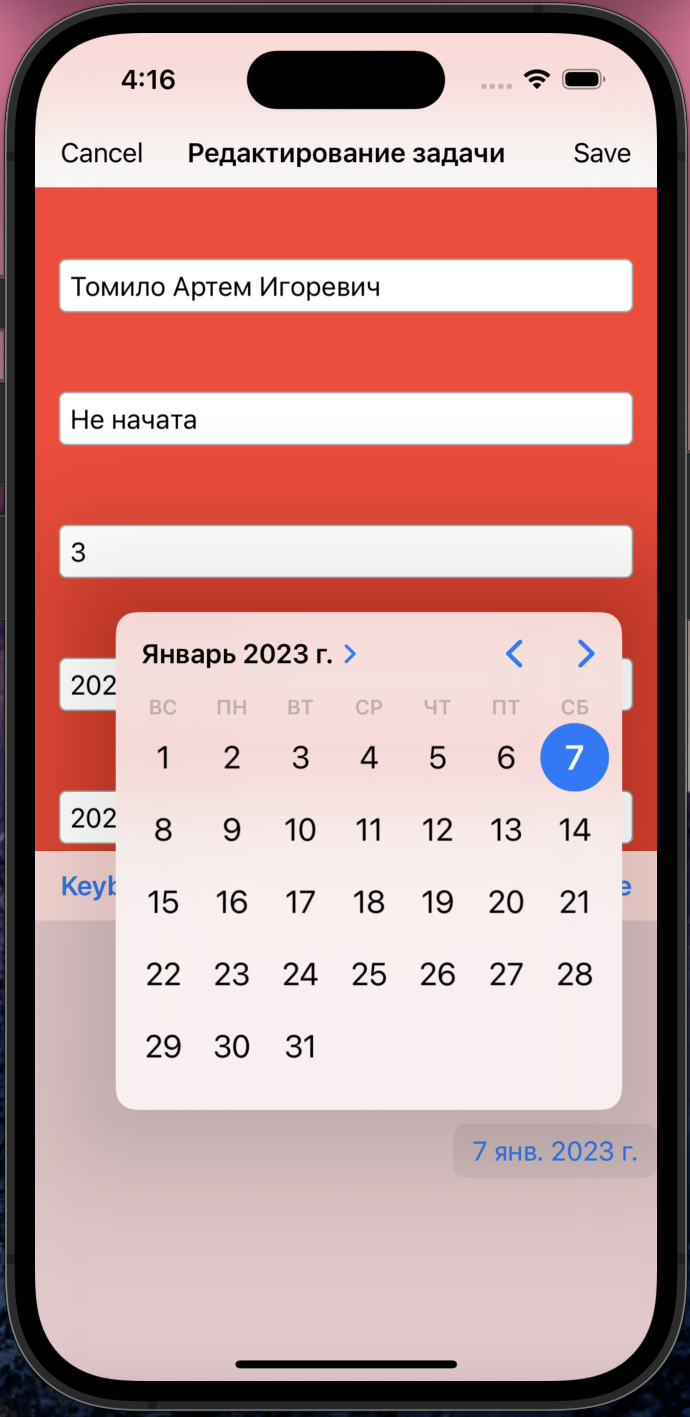 4:16
Cancel Редактирование задачи Save
Томило Артем Игоревич
Не начата
3
Январь 2023 г.
ВС ПН ВТ СР ЧТ ПТ СБ
1 2 3 4 5 6 7
8 9 10 11 12 13 14
15 16 17 18 19 20 21
22 23 24 25 26 27 28
29 30 31
7 янв. 2023 г.